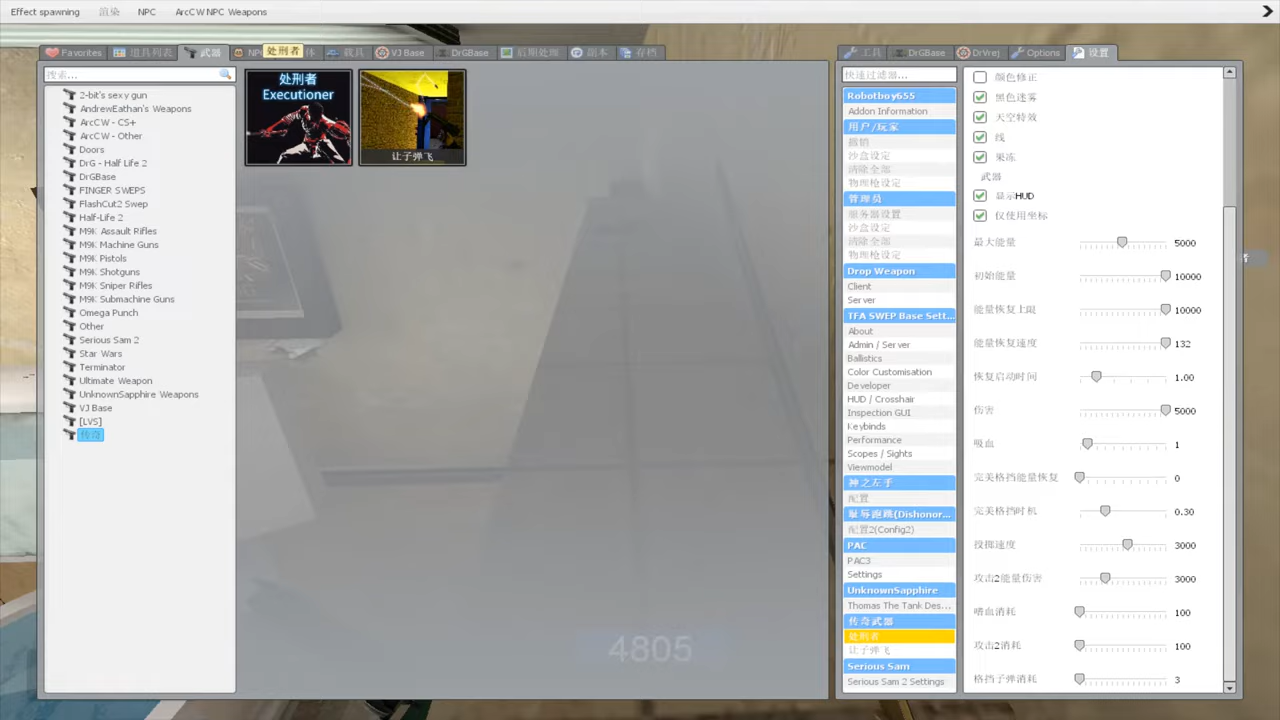 Effect spawning 渲染 NPC ArcCW NPC Weapons
Favorites 道具列表 武器 NPC 处刑者 体 载具 VJ Base DrGBase 后期处理 副本 存档
工具 DrGBase DrVrej Options 设置
搜索...
2-bit's sexy gun
AndrewEathan's Weapons
ArcCW - CS+
ArcCW - Other
Doors
DrG - Half Life 2
DrGBase
FINGER SWEPS
FlashCut2 Swep
Half-Life 2
M9K Assault Rifles
M9K Machine Guns
M9K Pistols
M9K Shotguns
M9K Sniper Rifles
M9K Submachine Guns
Omega Punch
Other
Serious Sam 2
Star Wars
Terminator
Ultimate Weapon
UnknownSapphire Weapons
VJ Base
[LVS]
传奇
处刑者
Executioner
让子弹飞
4805
快速过滤器...
Robotboy655
Addon Information
用户/玩家
撤销
沙盒设定
清除全部
物理枪设定
管理员
服务器设置
沙盒设定
清除全部
物理枪设定
Drop Weapon
Client
Server
TFA SWEP Base Sett...
About
Admin / Server
Ballistics
Color Customisation
Developer
HUD / Crosshair
Inspection GUI
Keybinds
Performance
Scopes / Sights
Viewmodel
神之左手
配置
耻辱跑跳(Dishonor...
配置2(Config2)
PAC
PAC3
Settings
UnknownSapphire
Thomas The Tank Des...
传奇武器
处刑者
让子弹飞
Serious Sam
Serious Sam 2 Settings
颜色修正
黑色迷雾
天空特效
线
果冻
武器
显示HUD
仅使用坐标
最大能量 5000
初始能量 10000
能量恢复上限 10000
能量恢复速度 132
恢复启动时间 1.00
伤害 5000
吸血 1
完美格挡能量恢复 0
完美格挡时机 0.30
投掷速度 3000
攻击2能量伤害 3000
嗜血消耗 100
攻击2消耗 100
格挡子弹消耗 3